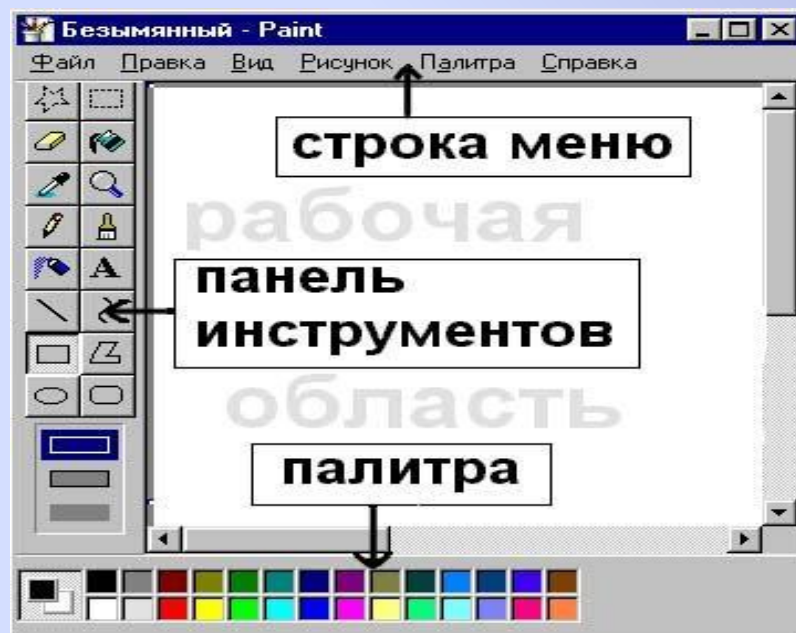 Безымянный - Paint
Файл Правка Вид Рисунок Палитра Справка
строка меню
рабочая
A
панель
инструментов
область
палитра